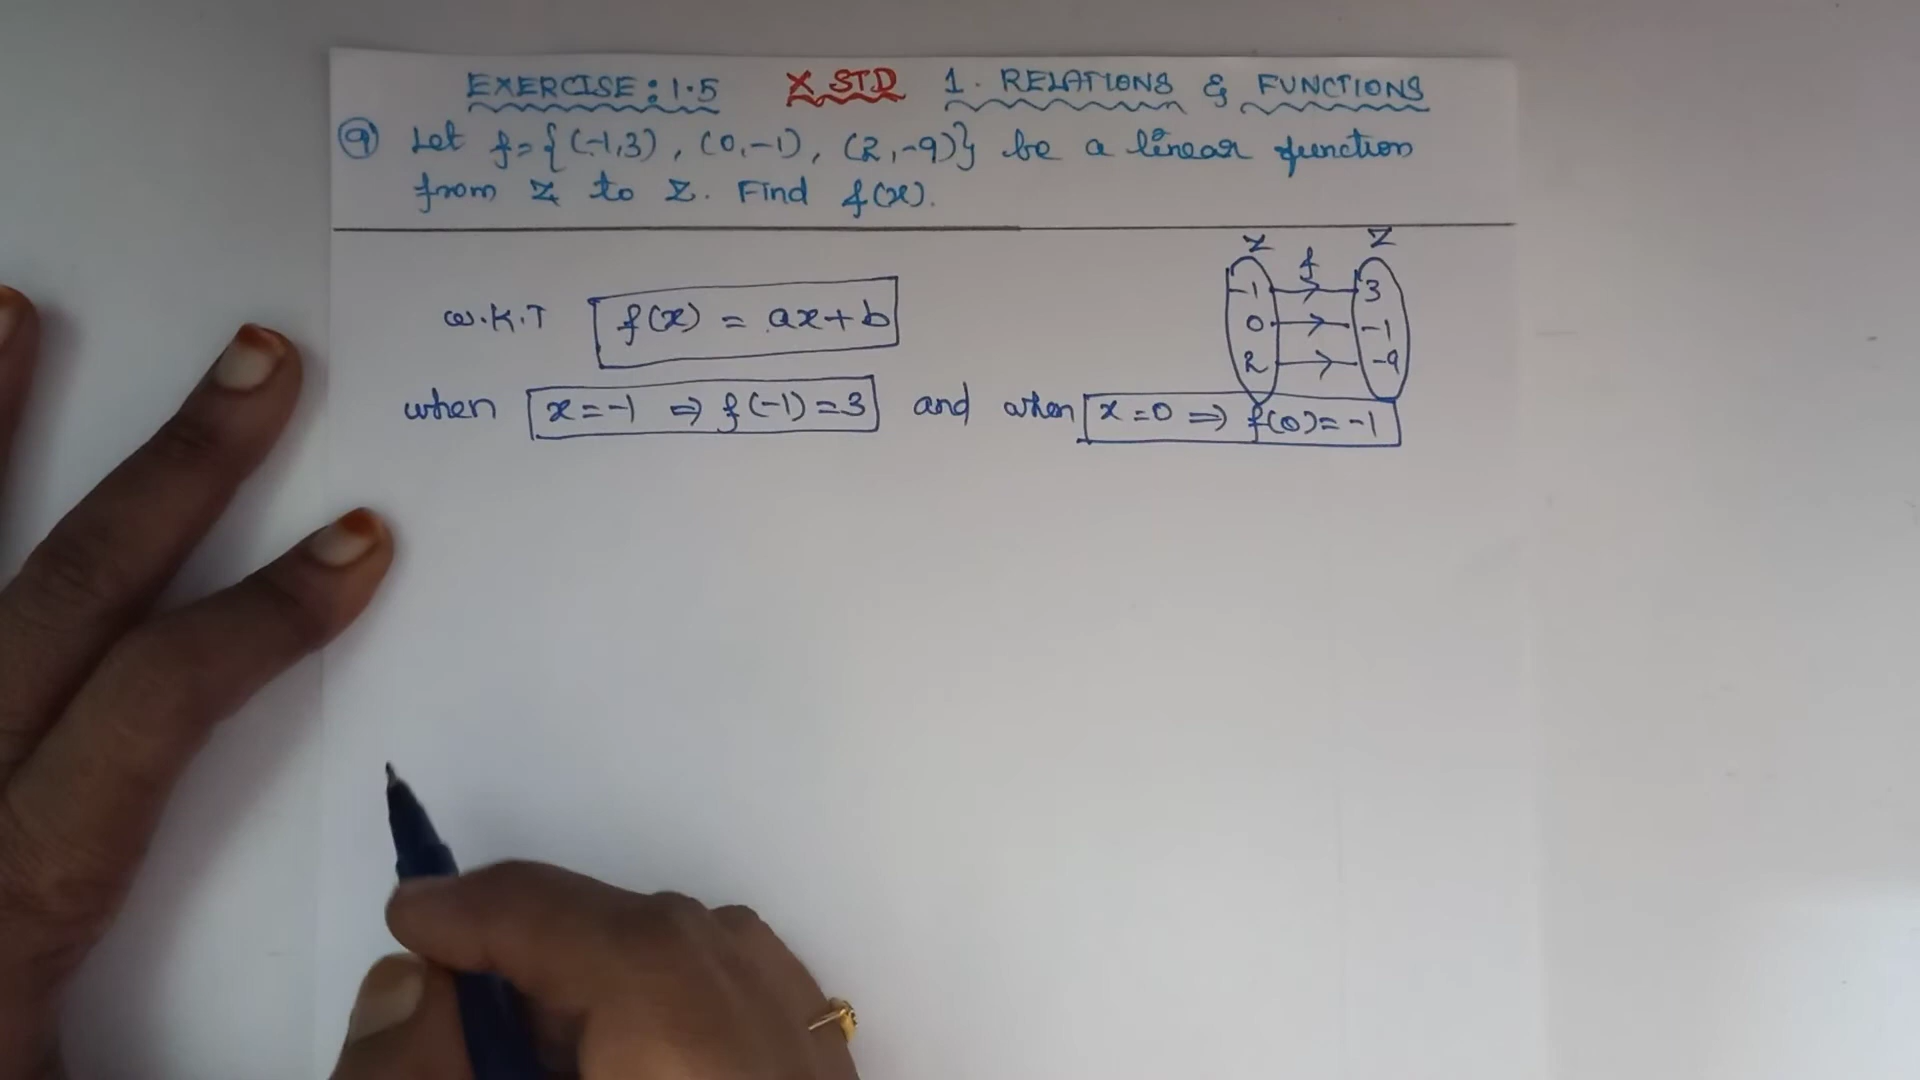 EXERCISE: 1.5 X STD 1. RELATIONS & FUNCTIONS
9 Let f={(-1,3), (0,-1), (2,-9)} be a linear function
from Z to Z. Find f(x).
Z f Z
-1 3
0 -1
2 -9
W.K.T f(x) = ax+b
when x=-1 ⇒ f(-1)=3 and when x=0 ⇒ f(0)=-1